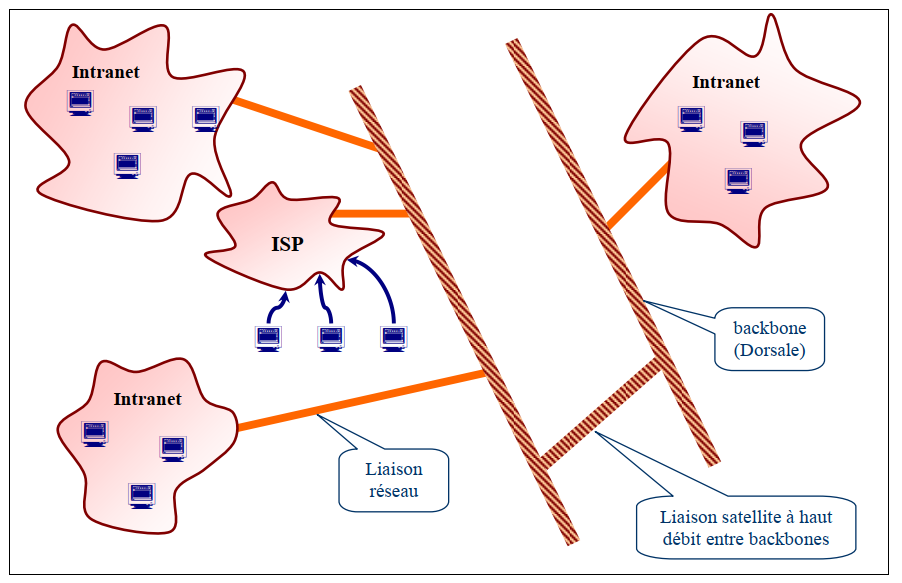 Intranet
Intranet
ISP
backbone
(Dorsale)
Intranet
Liaison
réseau
Liaison satellite à haut
débit entre backbones